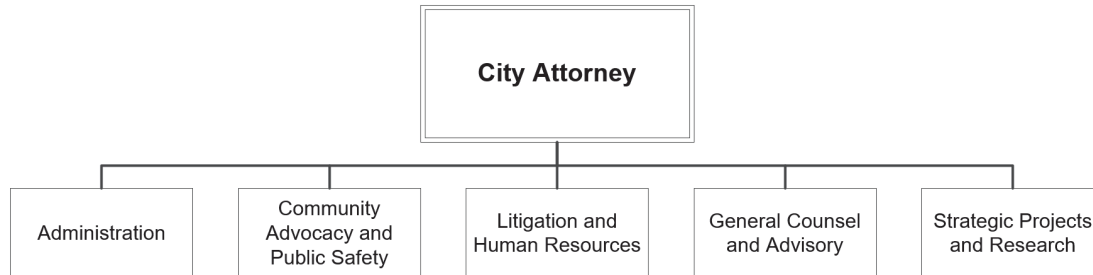 City Attorney
Administration
Community
Advocacy and
Public Safety
Litigation and
Human Resources
General Counsel
and Advisory
Strategic Projects
and Research